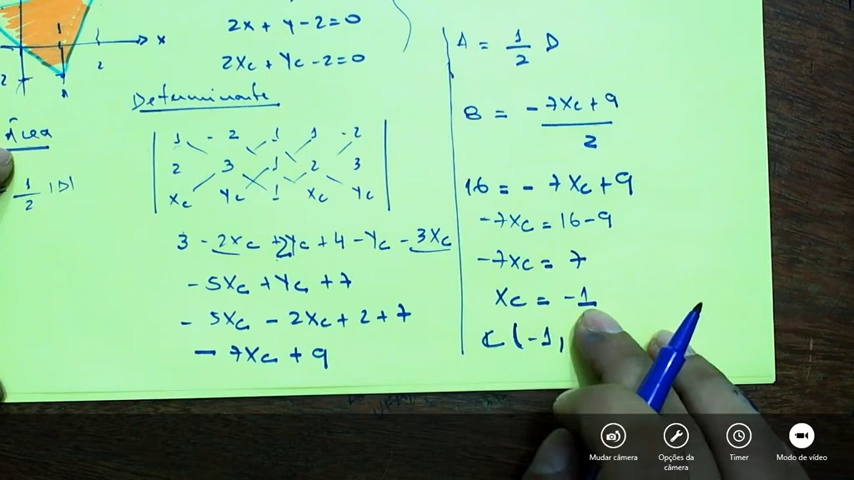 x
1
2
2
A
2x + y - 2 = 0
2xc + yc - 2 = 0
Determinante
Área
1/2 |D|
1 -2 1 1 -2
2 3 1 2 3
xc yc 1 xc yc
3 - 2xc + 2yc + 4 - yc - 3xc
- 5xc + yc + 7
- 5xc - 2xc + 2 + 7
- 7xc + 9
A = 1/2 D
8 = - 7xc + 9 / 2
16 = - 7xc + 9
-7xc = 16 - 9
-7xc = 7
xc = -1
C (-1,
Mudar câmera
Opções da câmera
Timer
Modo de vídeo